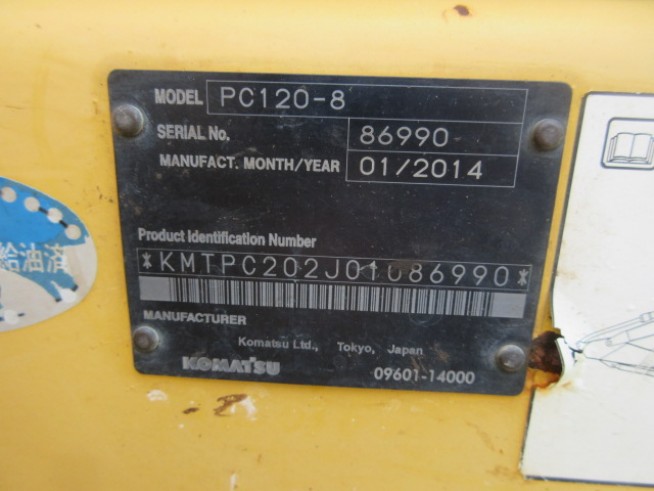 MODEL PC120-8
SERIAL No. 86990
MANUFACT. MONTH/YEAR 01/2014
Product Identification Number
*KMTPC202J01086990*
MANUFACTURER
Komatsu Ltd., Tokyo, Japan
KOMATSU 09601-14000
給油済